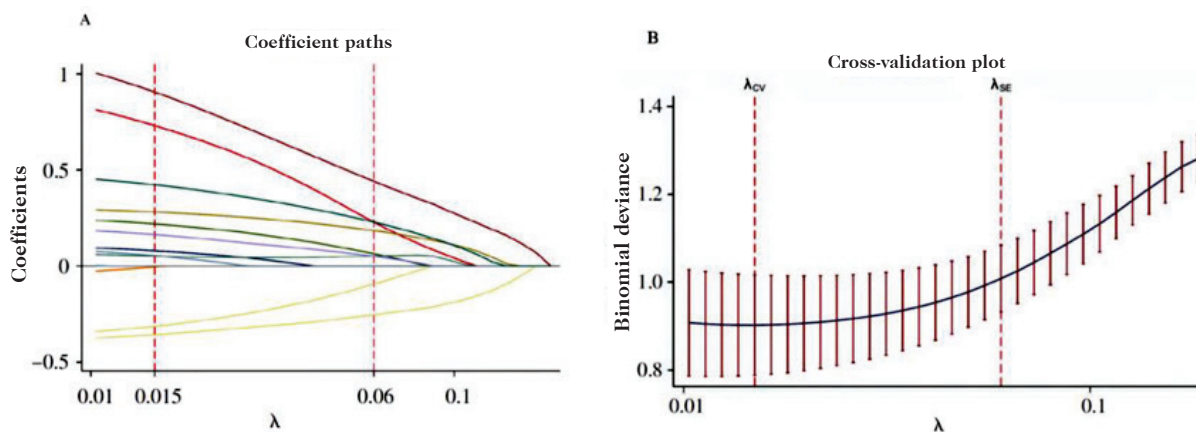 A
Coefficient paths
Coefficients
1
0.5
0
−0.5
0.01 0.015 0.06 0.1
λ
B
Cross-validation plot
λCV λSE
Binomial deviance
1.4
1.2
1.0
0.8
0.01 0.1
λ